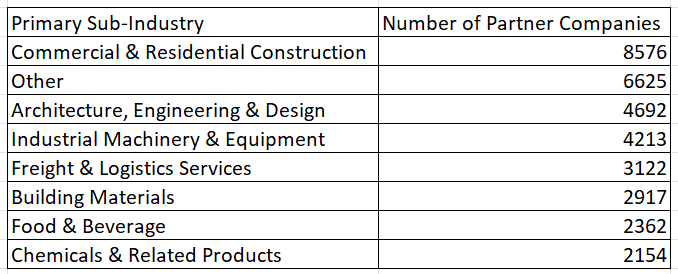 Primary Sub-Industry Number of Partner Companies
Commercial & Residential Construction 8576
Other 6625
Architecture, Engineering & Design 4692
Industrial Machinery & Equipment 4213
Freight & Logistics Services 3122
Building Materials 2917
Food & Beverage 2362
Chemicals & Related Products 2154